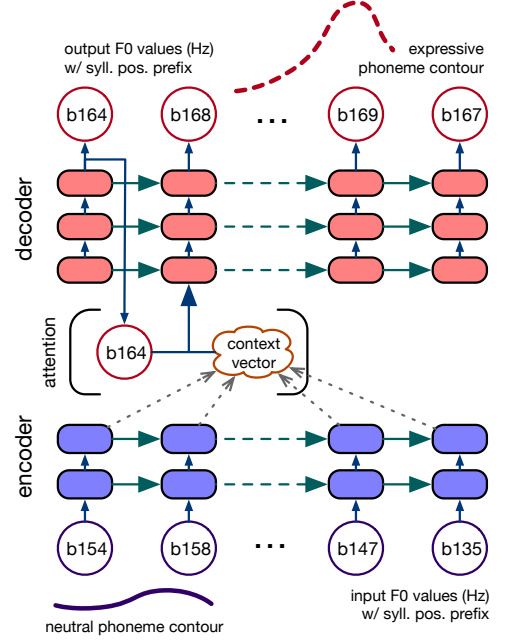 output F0 values (Hz)
w/ syll. pos. prefix
expressive
phoneme contour
b164
b168
...
b169
b167
decoder
attention
b164
context
vector
encoder
b154
b158
...
b147
b135
neutral phoneme contour
input F0 values (Hz)
w/ syll. pos. prefix